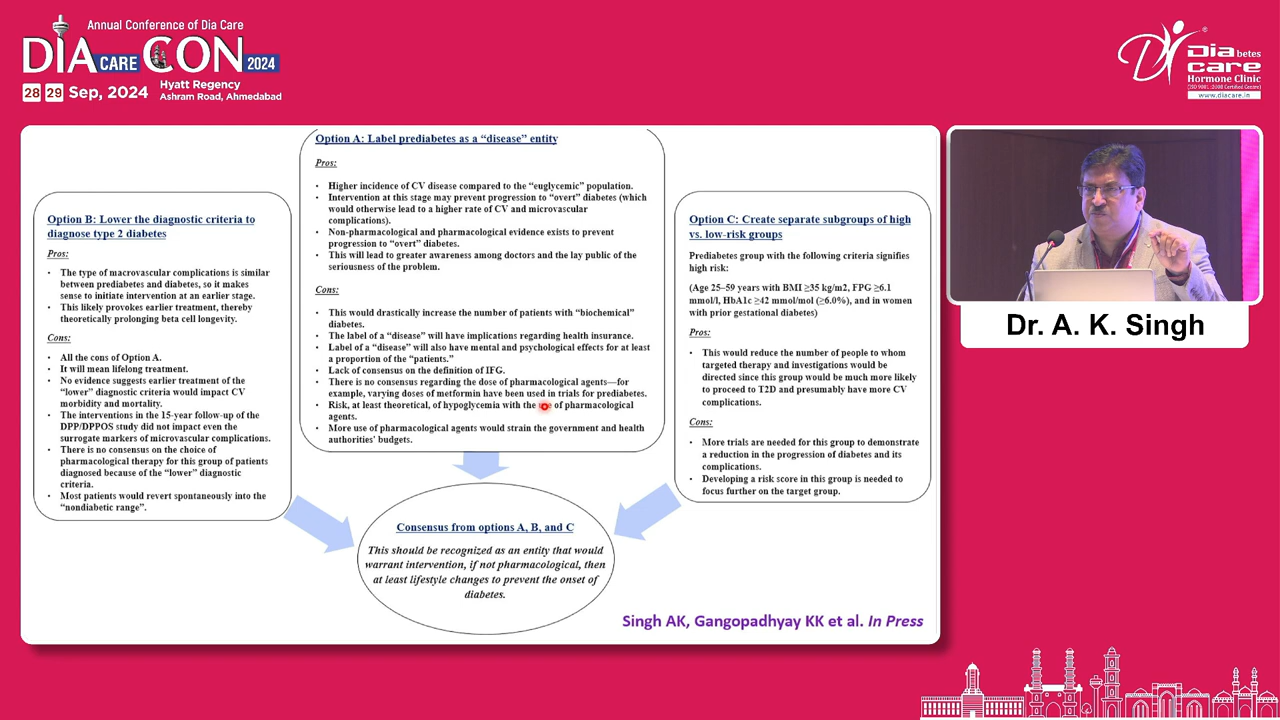 Annual Conference of Dia Care
DIA CARE CON 2024
28 29 Sep, 2024
Hyatt Regency
Ashram Road, Ahmedabad
Diabetes
care
Hormone Clinic
(ISO 9001 :2008 Certified Centre)
www.diacare.in
Option B: Lower the diagnostic criteria to
diagnose type 2 diabetes
Pros:
• The type of macrovascular complications is similar
between prediabetes and diabetes, so it makes
sense to initiate intervention at an earlier stage.
• This likely provokes earlier treatment, thereby
theoretically prolonging beta cell longevity.
Cons:
• All the cons of Option A.
• It will mean lifelong treatment.
• No evidence suggests earlier treatment of the
"lower" diagnostic criteria would impact CV
morbidity and mortality.
• The interventions in the 15-year follow-up of the
DPP/DPPOS study did not impact even the
surrogate markers of microvascular complications.
• There is no consensus on the choice of
pharmacological therapy for this group of patients
diagnosed because of the "lower" diagnostic
criteria.
• Most patients would revert spontaneously into the
"nondiabetic range".
Option A: Label prediabetes as a "disease" entity
Pros:
• Higher incidence of CV disease compared to the "euglycemic" population.
• Intervention at this stage may prevent progression to "overt" diabetes (which
would otherwise lead to a higher rate of CV and microvascular
complications).
• Non-pharmacological and pharmacological evidence exists to prevent
progression to "overt" diabetes.
• This will lead to greater awareness among doctors and the lay public of the
seriousness of the problem.
Cons:
• This would drastically increase the number of patients with "biochemical"
diabetes.
• The label of a "disease" will have implications regarding health insurance.
• Label of a "disease" will also have mental and psychological effects for at least
a proportion of the "patients."
• Lack of consensus on the definition of IFG.
• There is no consensus regarding the dose of pharmacological agents—for
example, varying doses of metformin have been used in trials for prediabetes.
• Risk, at least theoretical, of hypoglycemia with the of pharmacological
agents.
• More use of pharmacological agents would strain the government and health
authorities' budgets.
Option C: Create separate subgroups of high
vs. low-risk groups
Prediabetes group with the following criteria signifies
high risk:
(Age 25–59 years with BMI ≥35 kg/m2, FPG ≥6.1
mmol/l, HbA1c ≥42 mmol/mol (≥6.0%), and in women
with prior gestational diabetes)
Pros:
• This would reduce the number of people to whom
targeted therapy and investigations would be
directed since this group would be much more likely
to proceed to T2D and presumably have more CV
complications.
Cons:
• More trials are needed for this group to demonstrate
a reduction in the progression of diabetes and its
complications.
• Developing a risk score in this group is needed to
focus further on the target group.
Consensus from options A, B, and C
This should be recognized as an entity that would
warrant intervention, if not pharmacological, then
at least lifestyle changes to prevent the onset of
diabetes.
Singh AK, Gangopadhyay KK et al. In Press
Dr. A. K. Singh